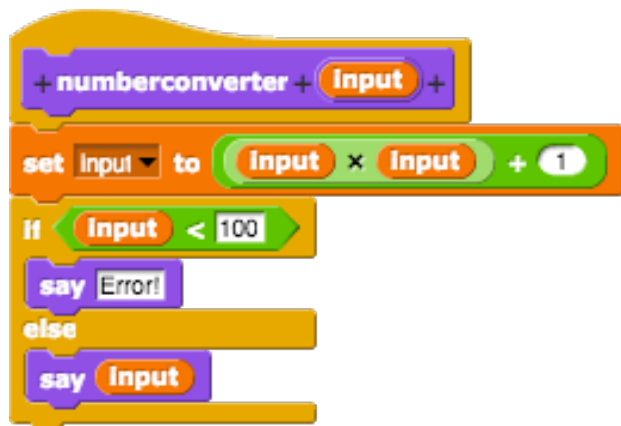 + numberconverter + Input +
set Input to Input × Input + 1
if Input < 100
say Error!
else
say Input